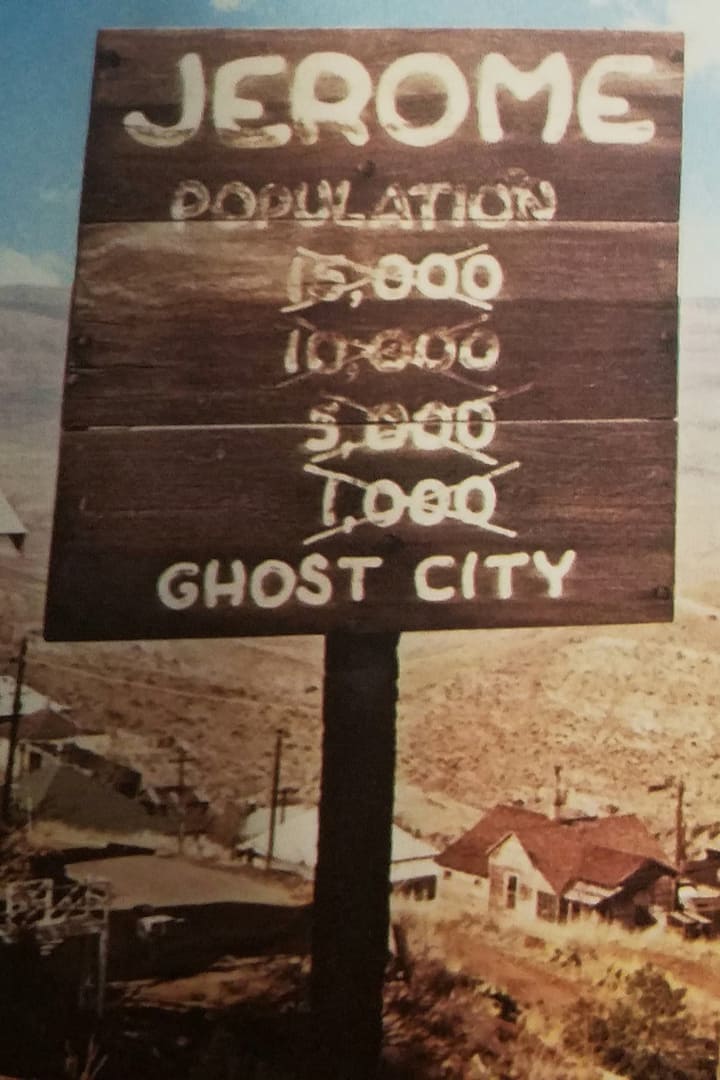 JEROME
POPULATION
15,000
10,000
5,000
1,000
GHOST CITY